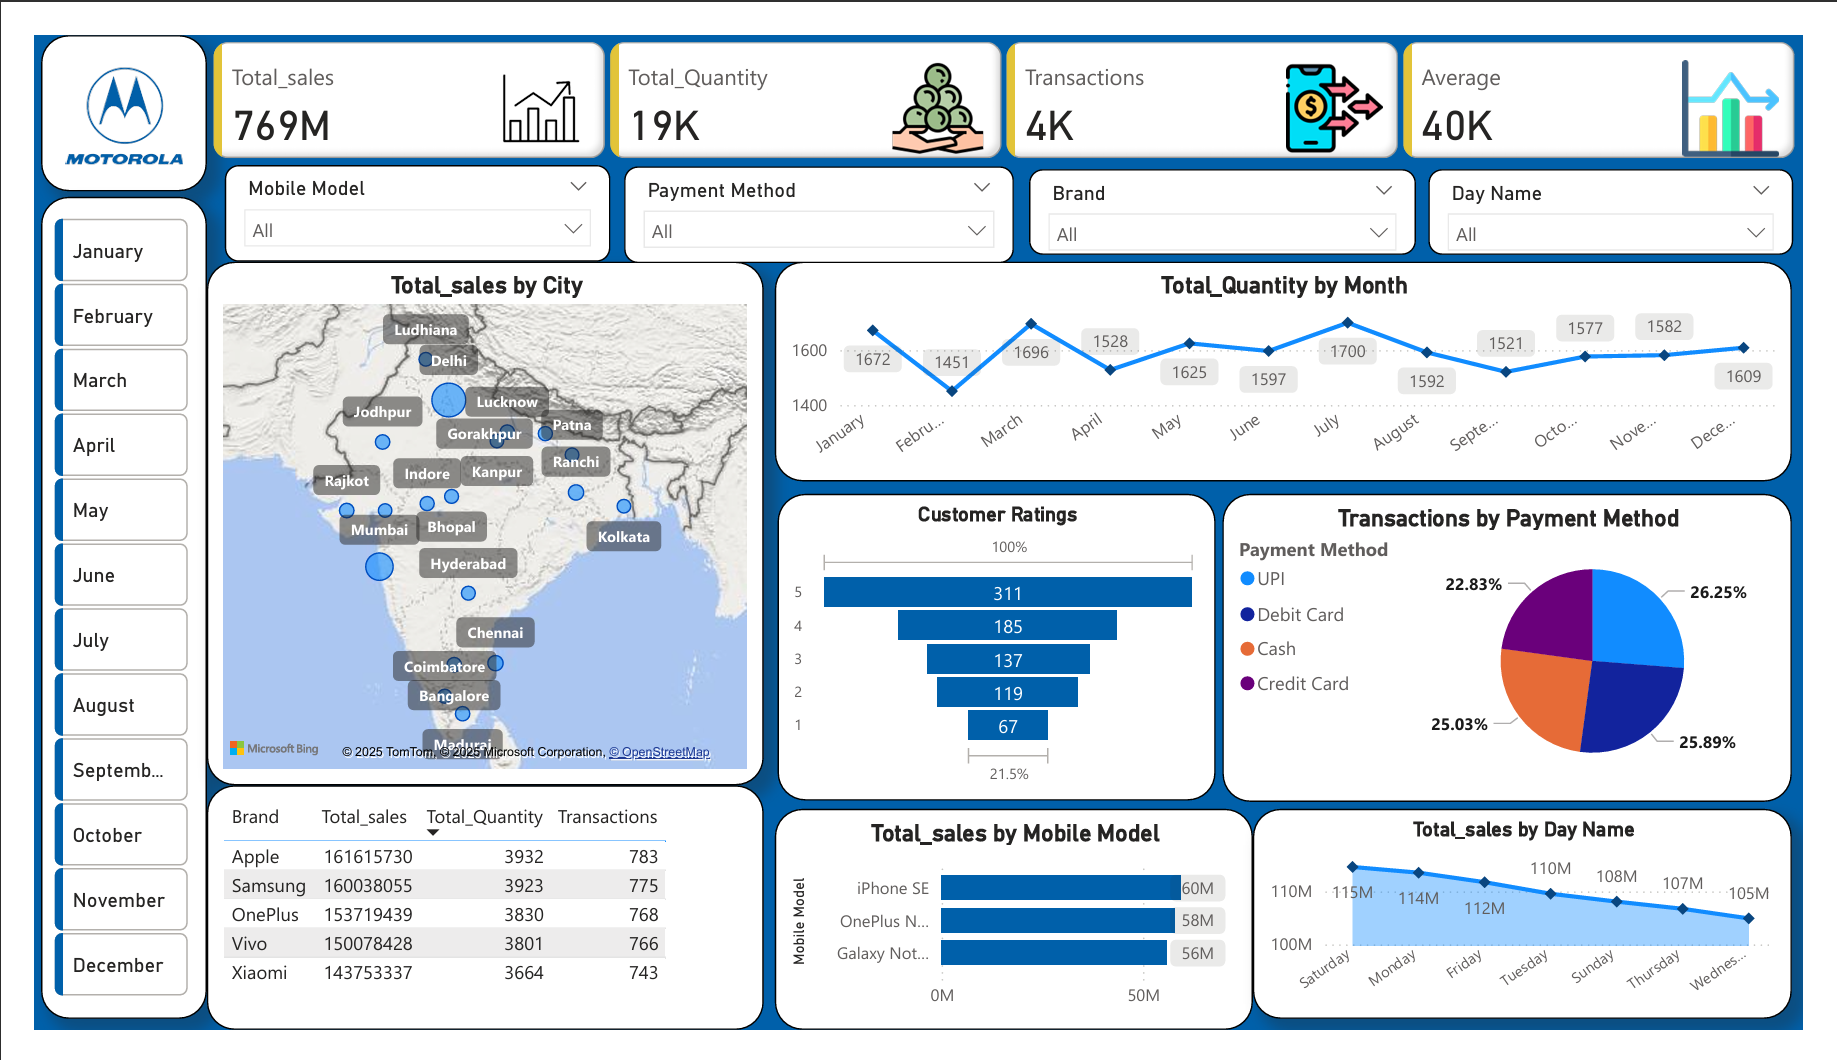 MOTOROLA
Total_sales
769M
Total_Quantity
19K
Transactions
4K
Average
40K
Mobile Model
All
Payment Method
All
Brand
All
Day Name
All
January
February
March
April
May
June
July
August
Septemb...
October
November
December
Total_sales by City
Ludhiana
Delhi
Lucknow
Jodhpur
Gorakhpur
Patna
Ranchi
Kanpur
Indore
Rajkot
Mumbai
Bhopal
Kolkata
Hyderabad
Chennai
Coimbatore
Bangalore
Madurai
Microsoft Bing
© 2025 TomTom, © 2025 Microsoft Corporation, © OpenStreetMap
Total_Quantity by Month
1600
1400
1672
1451
1696
1528
1625
1597
1700
1592
1521
1577
1582
1609
January
Febru...
March
April
May
June
July
August
Septe...
Octo...
Nove...
Dece...
Customer Ratings
100%
5 311
4 185
3 137
2 119
1 67
21.5%
Transactions by Payment Method
Payment Method
UPI
Debit Card
Cash
Credit Card
22.83%
26.25%
25.03%
25.89%
Brand Total_sales Total_Quantity Transactions
Apple 161615730 3932 783
Samsung 160038055 3923 775
OnePlus 153719439 3830 768
Vivo 150078428 3801 766
Xiaomi 143753337 3664 743
Total_sales by Mobile Model
Mobile Model
iPhone SE 60M
OnePlus N... 58M
Galaxy Not... 56M
0M 50M
Total_sales by Day Name
110M
100M
115M
114M
112M
110M
108M
107M
105M
Saturday
Monday
Friday
Tuesday
Sunday
Thursday
Wednes...